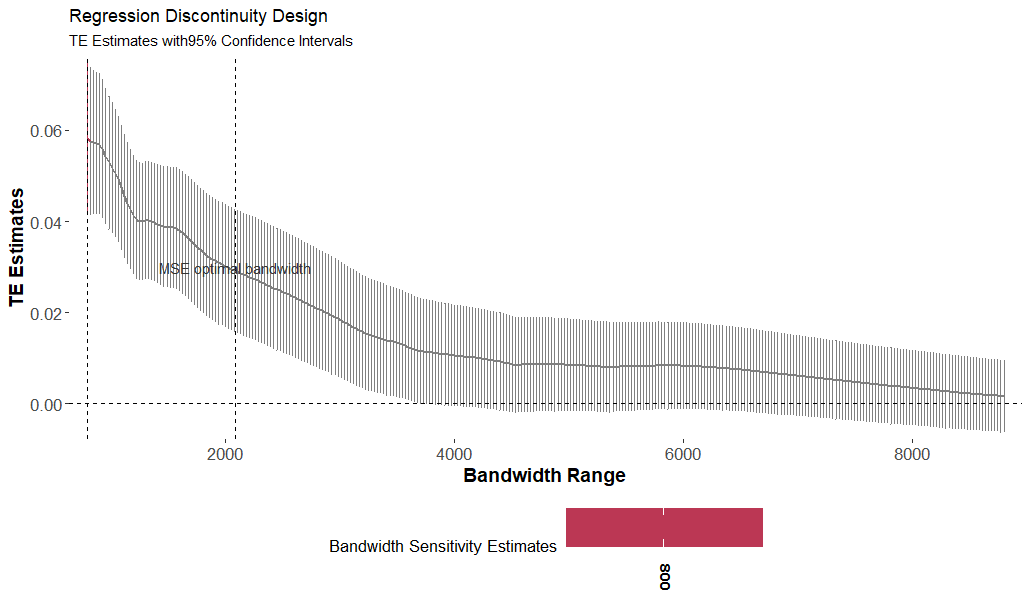 Regression Discontinuity Design
TE Estimates with95% Confidence Intervals
TE Estimates
0.06
0.04
0.02
0.00
MSE optimal bandwidth
2000 4000 6000 8000
Bandwidth Range
Bandwidth Sensitivity Estimates
800